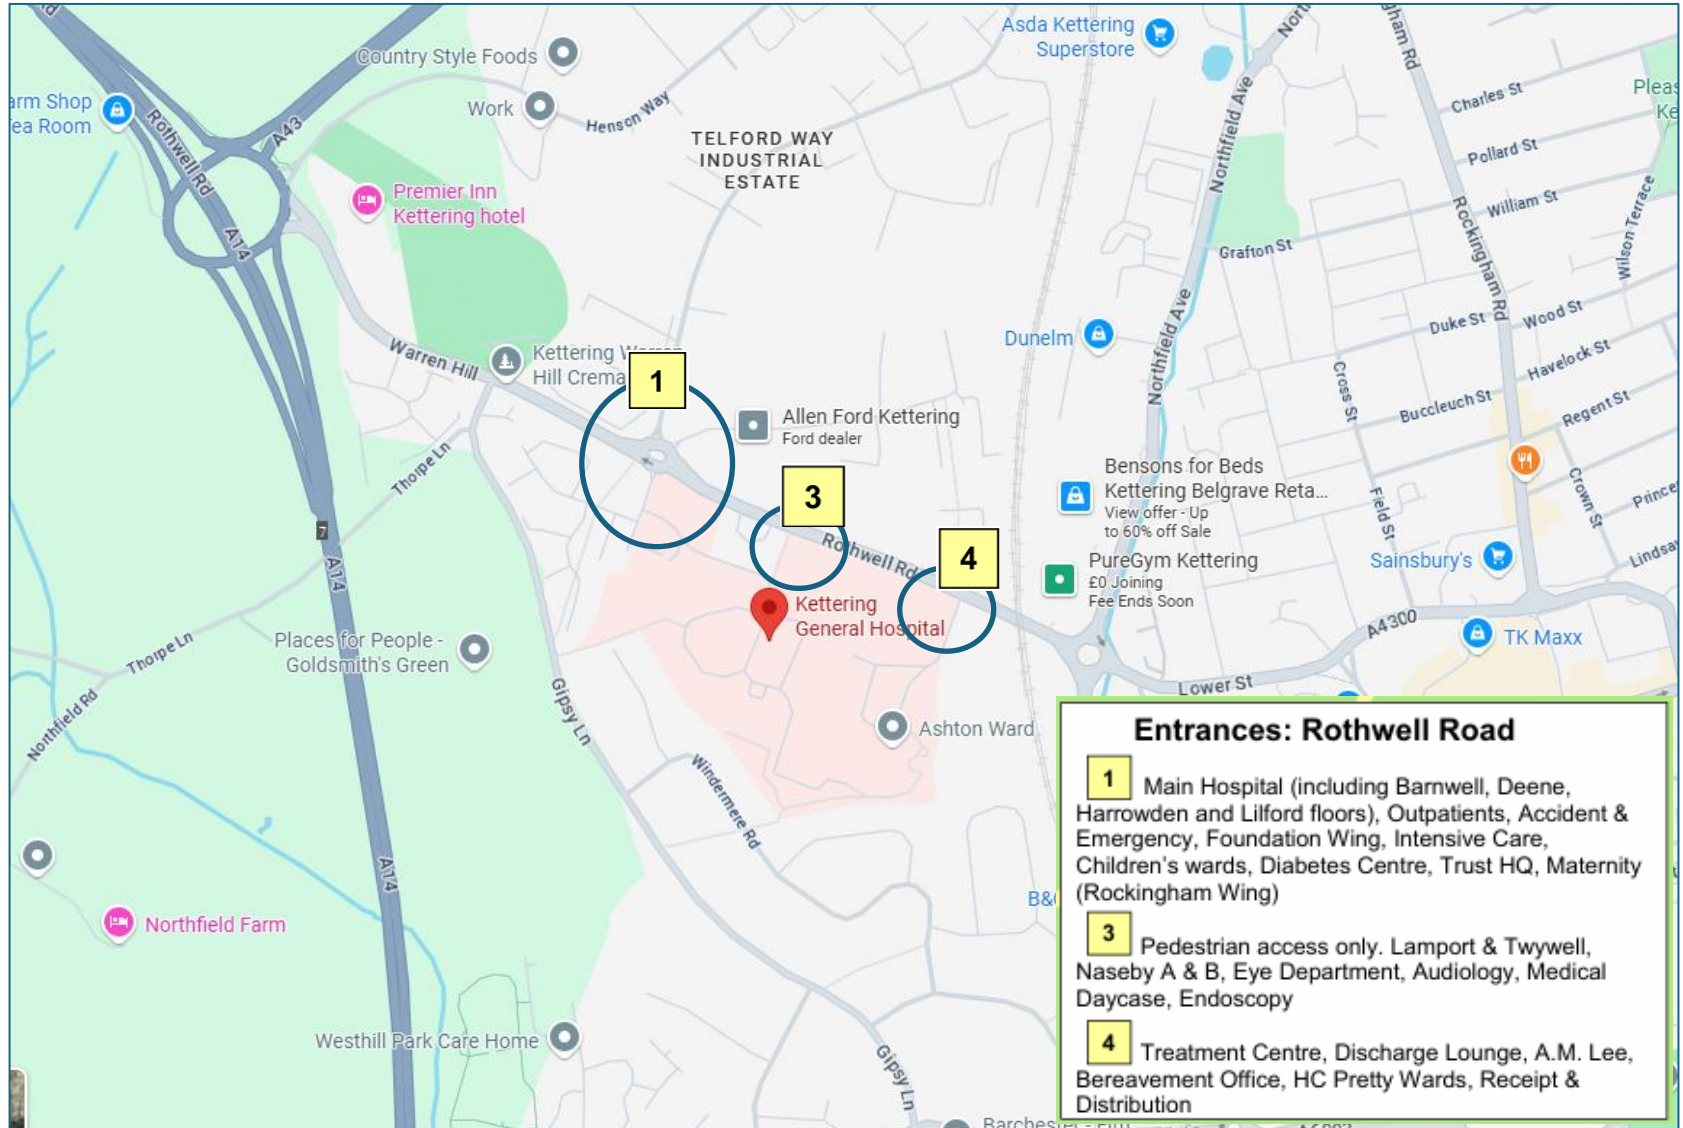 Asda Kettering
Superstore
Country Style Foods
Work
Henson Way
TELFORD WAY
INDUSTRIAL
ESTATE
arm Shop
ea Room
Rothwell Rd
A43
A14
Premier Inn
Kettering hotel
Northfield Ave
Charles St
Pollard St
William St
Grafton St
Rockingham Rd
Wilson Terrace
Duke St
Wood St
Havelock St
Buccleuch St
Regent St
Cross St
Field St
Crown St
Dunelm
Northfield Ave
Warren Hill
Kettering
Hill
1
Allen Ford Kettering
Ford dealer
3
4
Rothwell Rd
Bensons for Beds
Kettering Belgrave Reta...
View offer - Up
to 60% off Sale
PureGym Kettering
£0 Joining
Fee Ends Soon
Sainsbury's
A4300
TK Maxx
Lower St
Thorpe Ln
7
A14
Kettering
General Hospital
Places for People -
Goldsmith's Green
Thorpe Ln
Northfield Rd
Gipsy Ln
Ashton Ward
Windermere Rd
A14
Northfield Farm
Westhill Park Care Home
Gipsy Ln
Entrances: Rothwell Road
1 Main Hospital (including Barnwell, Deene,
Harrowden and Lilford floors), Outpatients, Accident &
Emergency, Foundation Wing, Intensive Care,
Children's wards, Diabetes Centre, Trust HQ, Maternity
(Rockingham Wing)
3 Pedestrian access only. Lamport & Twywell,
Naseby A & B, Eye Department, Audiology, Medical
Daycase, Endoscopy
4 Treatment Centre, Discharge Lounge, A.M. Lee,
Bereavement Office, HC Pretty Wards, Receipt &
Distribution